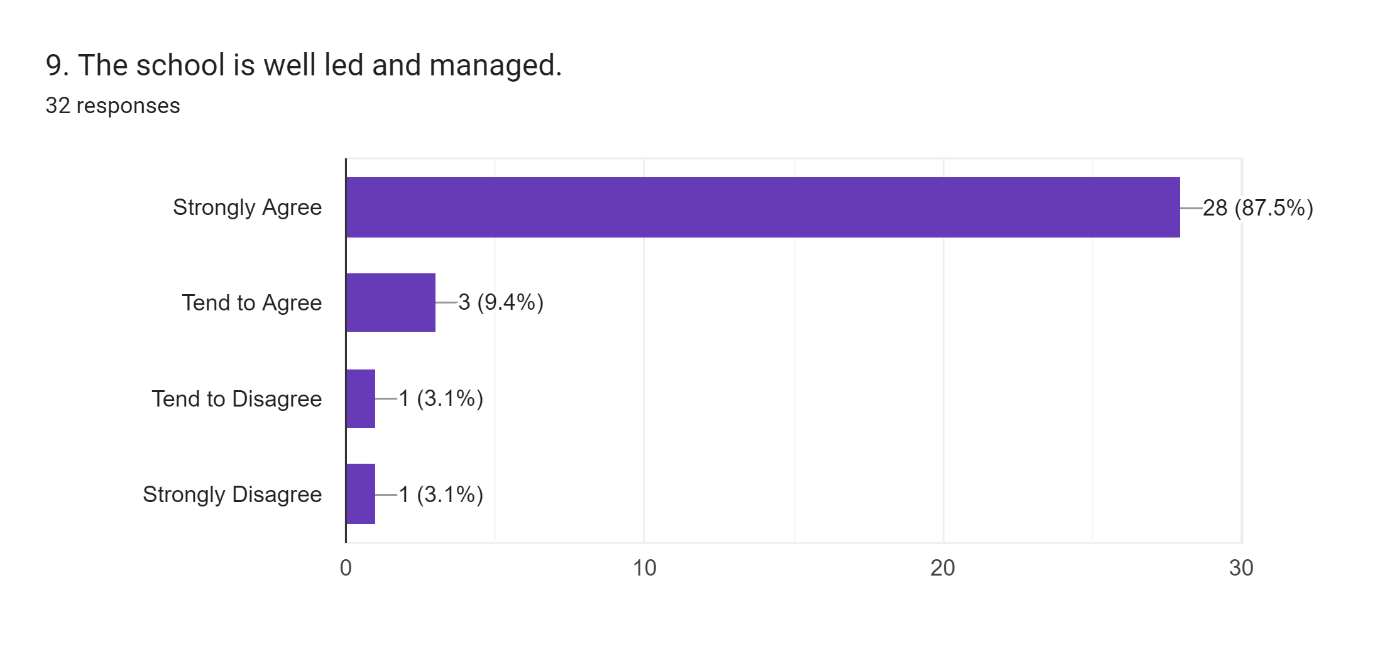 9. The school is well led and managed.
32 responses
Strongly Agree
28 (87.5%)
Tend to Agree
3 (9.4%)
Tend to Disagree
1 (3.1%)
Strongly Disagree
1 (3.1%)
0 10 20 30